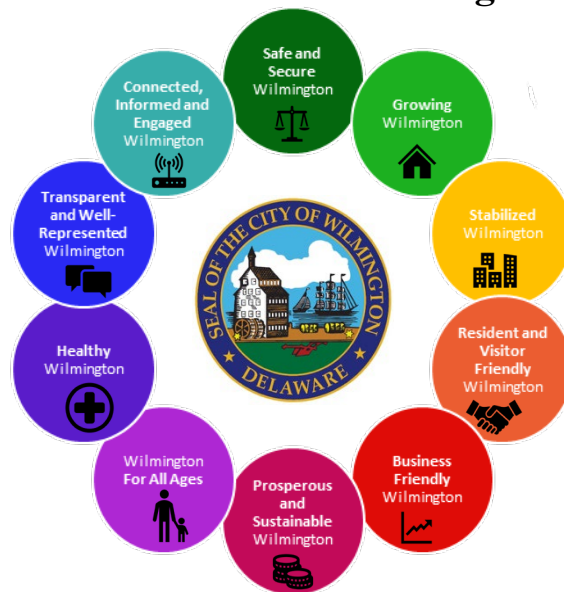 Safe and
Secure
Wilmington
Growing
Wilmington
Stabilized
Wilmington
Resident and
Visitor
Friendly
Wilmington
Business
Friendly
Wilmington
Prosperous
and
Sustainable
Wilmington
Wilmington
For All Ages
Healthy
Wilmington
Transparent
and Well-
Represented
Wilmington
Connected,
Informed and
Engaged
Wilmington
SEAL OF THE CITY OF WILMINGTON
DELAWARE